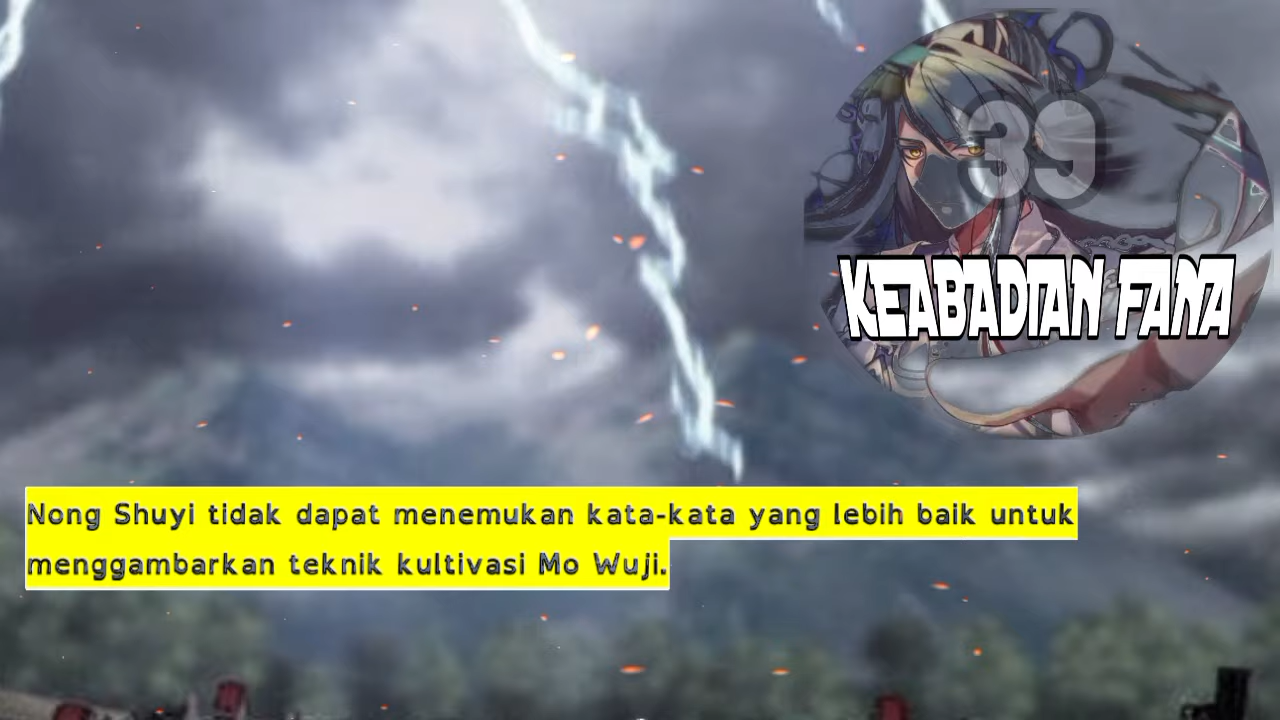 39
KEABADIAN FANA
Nong Shuyi tidak dapat menemukan kata-kata yang lebih baik untuk
menggambarkan teknik kultivasi Mo Wuji.